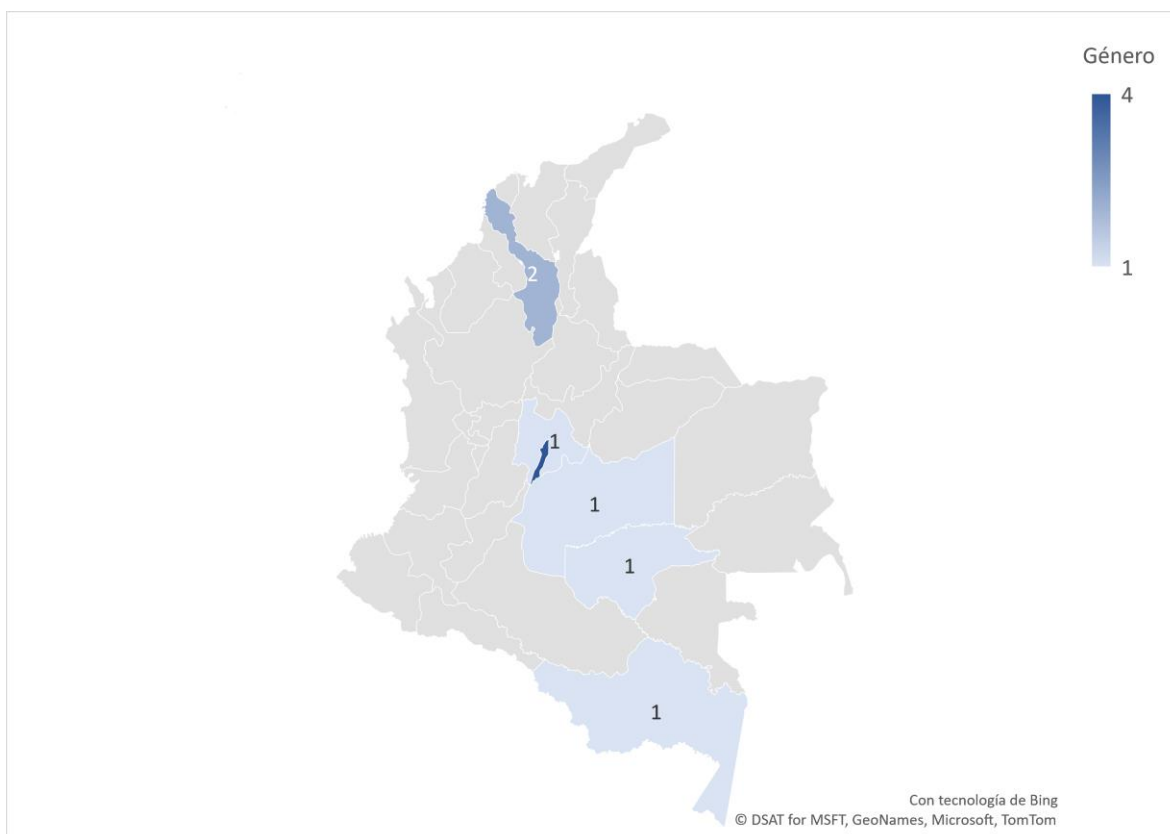 Género
4
1
2
1
1
1
1
Con tecnología de Bing
© DSAT for MSFT, GeoNames, Microsoft, TomTom